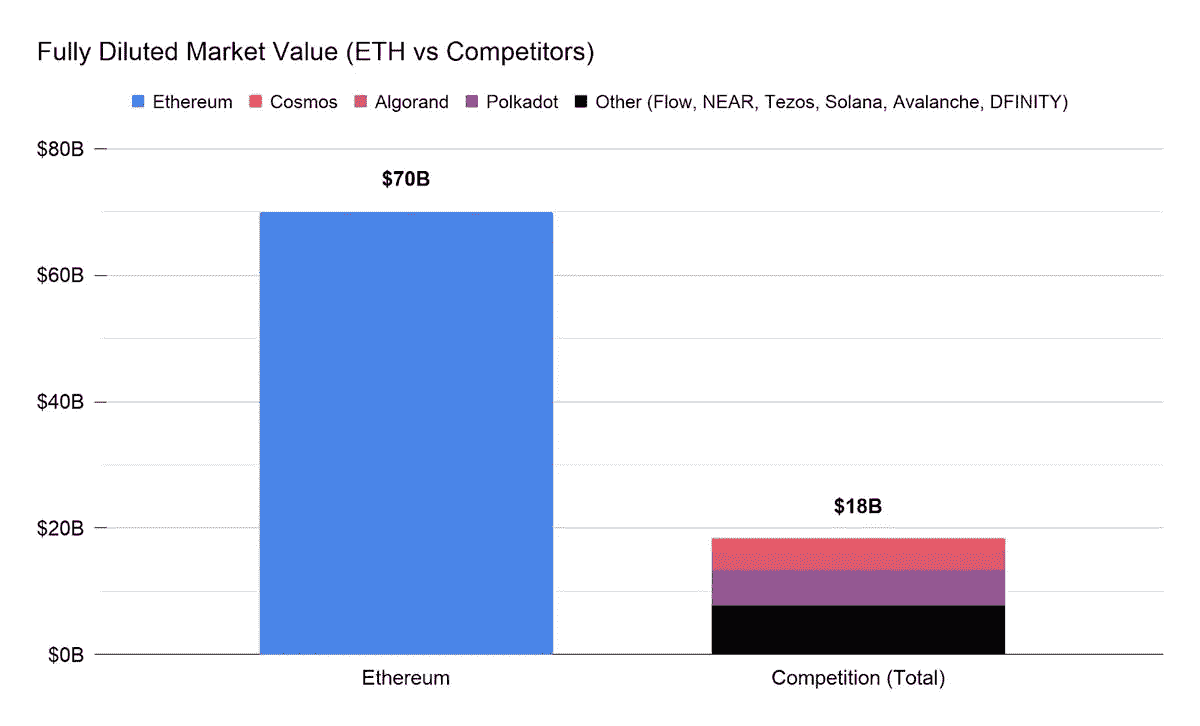 Fully Diluted Market Value (ETH vs Competitors)
Ethereum Cosmos Algorand Polkadot Other (Flow, NEAR, Tezos, Solana, Avalanche, DFINITY)
$80B
$70B
$60B
$40B
$18B
$20B
$0B
Ethereum Competition (Total)